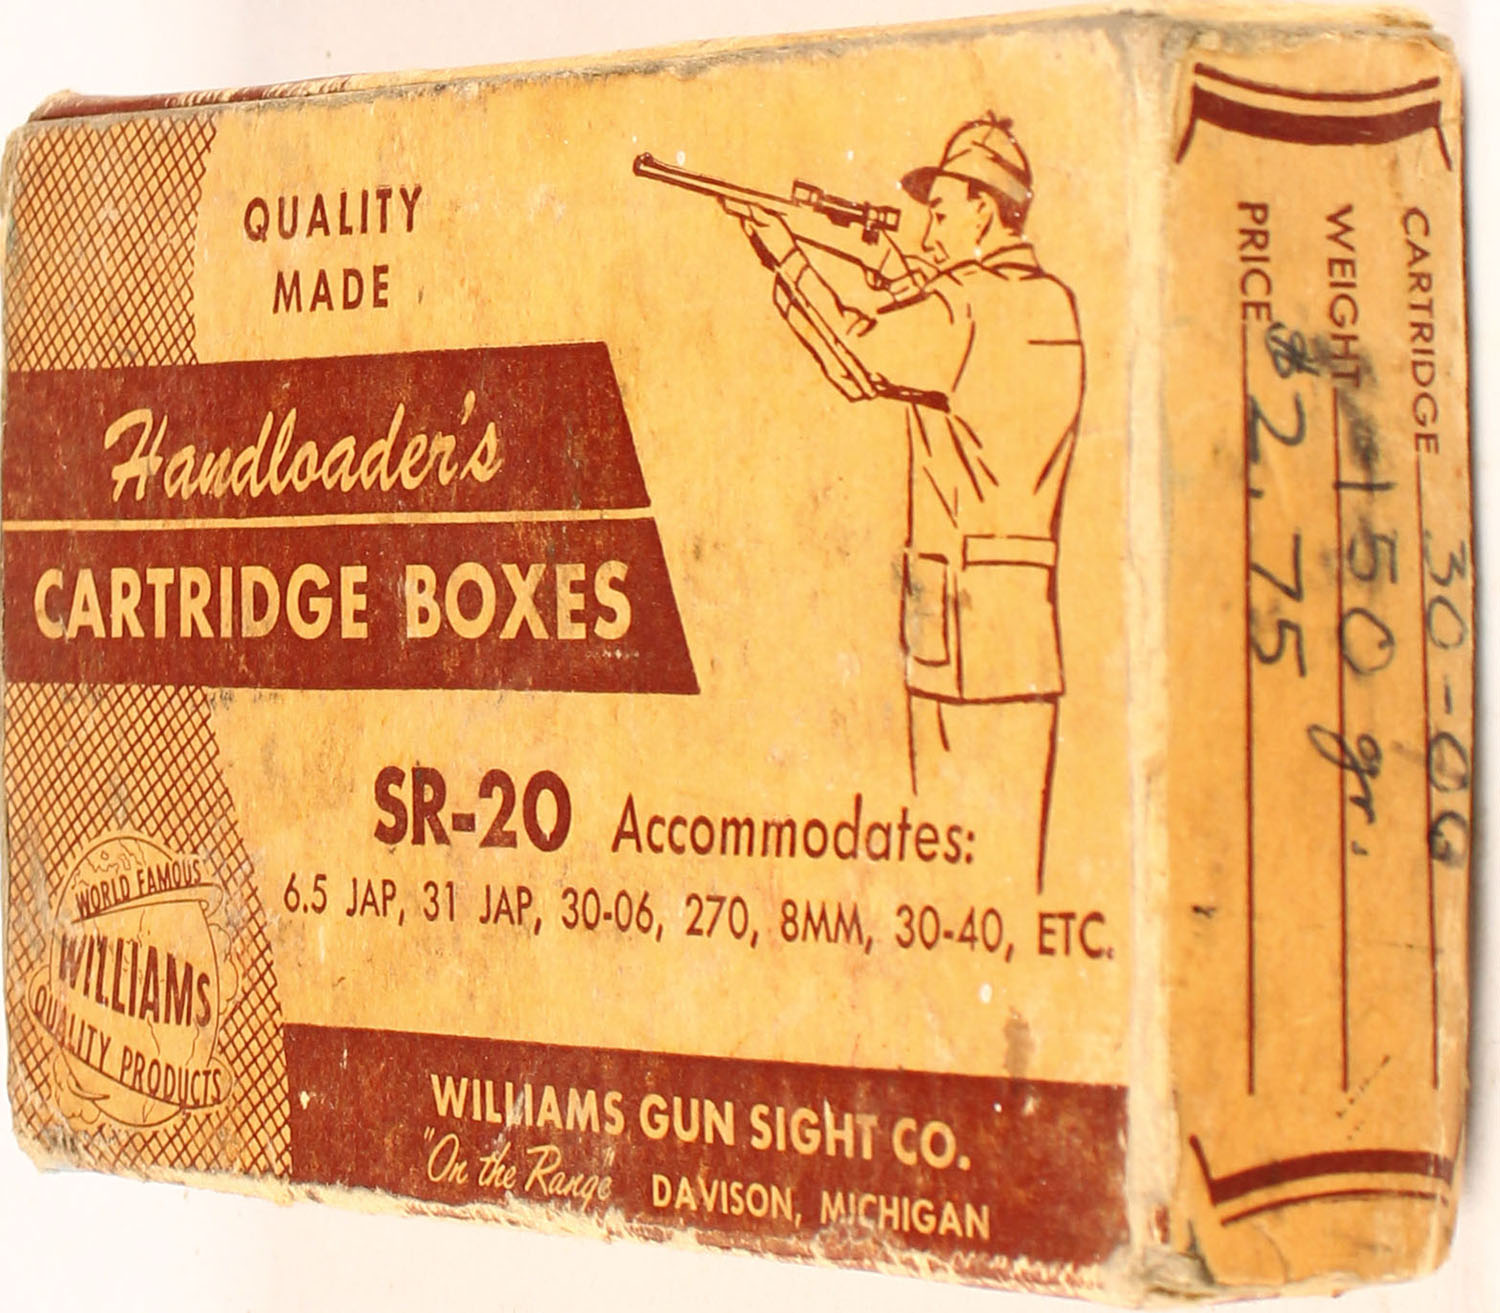 QUALITY
MADE
Handloader's
CARTRIDGE BOXES
SR-20 Accommodates:
6.5 JAP, 31 JAP, 30-06, 270, 8MM, 30-40, ETC.
WORLD FAMOUS
WILLIAMS
QUALITY PRODUCTS
WILLIAMS GUN SIGHT CO.
"On the Range" DAVISON, MICHIGAN
CARTRIDGE 30-06
WEIGHT 150 gr.
PRICE $2.75